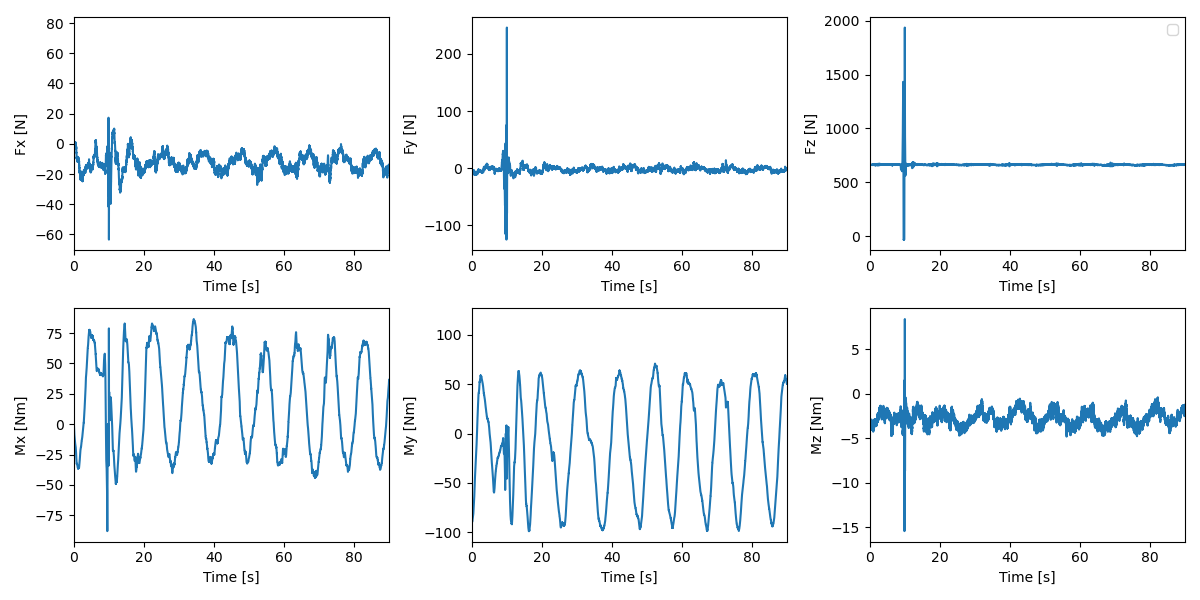 80
60
40
20
0
−20
−40
−60
Fx [N]
0 20 40 60 80
Time [s]
200
100
0
−100
Fy [N]
0 20 40 60 80
Time [s]
2000
1500
1000
500
0
Fz [N]
0 20 40 60 80
Time [s]
75
50
25
0
−25
−50
−75
Mx [Nm]
0 20 40 60 80
Time [s]
100
50
0
−50
−100
My [Nm]
0 20 40 60 80
Time [s]
5
0
−5
−10
−15
Mz [Nm]
0 20 40 60 80
Time [s]